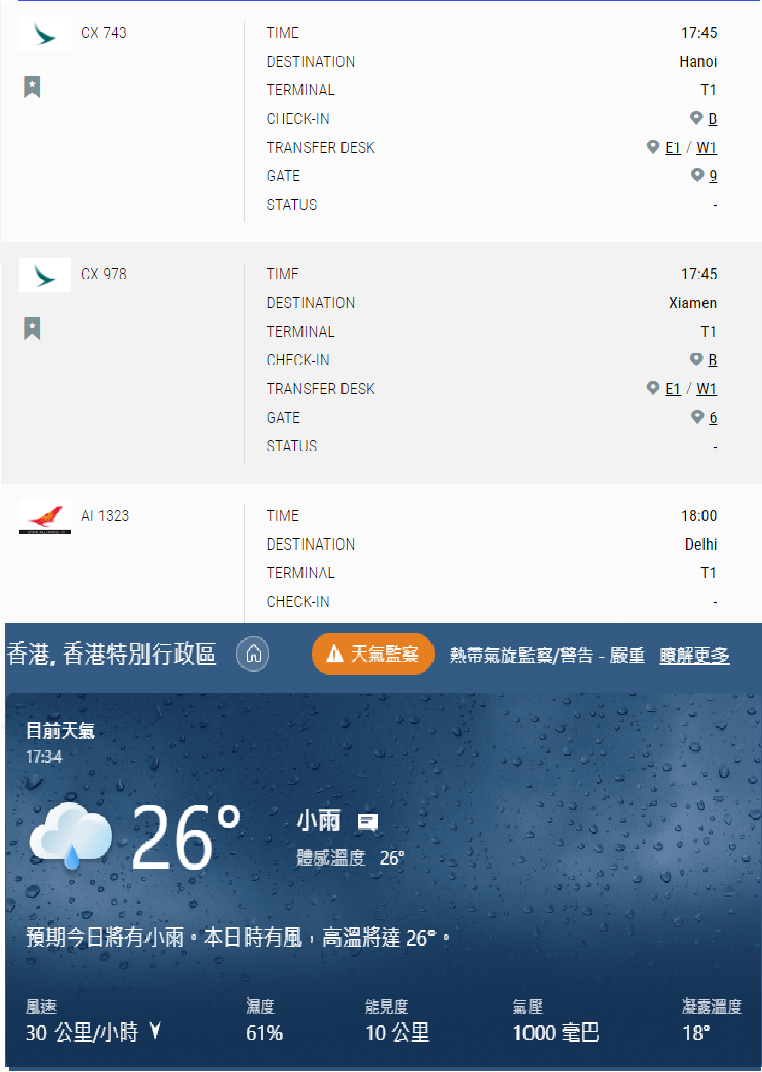 CX 743
TIME 17:45
DESTINATION Hanoi
TERMINAL T1
CHECK-IN B
TRANSFER DESK E1 / W1
GATE 9
STATUS -
CX 978
TIME 17:45
DESTINATION Xiamen
TERMINAL T1
CHECK-IN B
TRANSFER DESK E1 / W1
GATE 6
STATUS -
AI 1323
TIME 18:00
DESTINATION Delhi
TERMINAL T1
CHECK-IN -
香港, 香港特別行政區 天氣監察 熱帶氣旋監察/警告 - 嚴重 瞭解更多
目前天氣
17:34
26° 小雨
體感溫度 26°
預期今日將有小雨。本日時有風，高溫將達 26°。
風速 濕度 能見度 氣壓 凝露溫度
30 公里/小時 61% 10 公里 1000 毫巴 18°